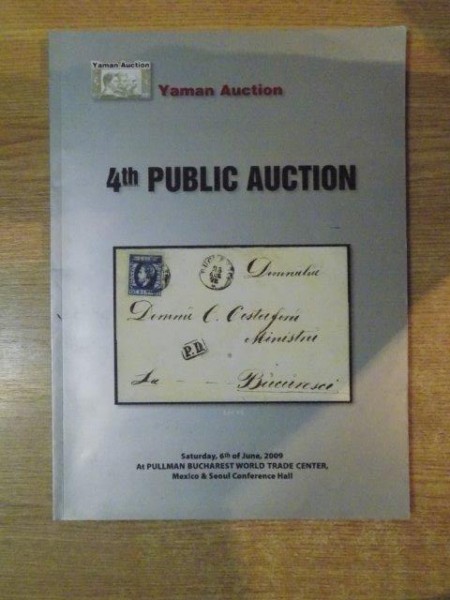 Yaman Auction
Yaman Auction
4th PUBLIC AUCTION
Domnului
Domnu C. Ostafeni
Ministru
P.D.
La
Bucuresci
Saturday, 6th of June, 2009
At PULLMAN BUCHAREST WORLD TRADE CENTER,
Mexico & Seoul Conference Hall